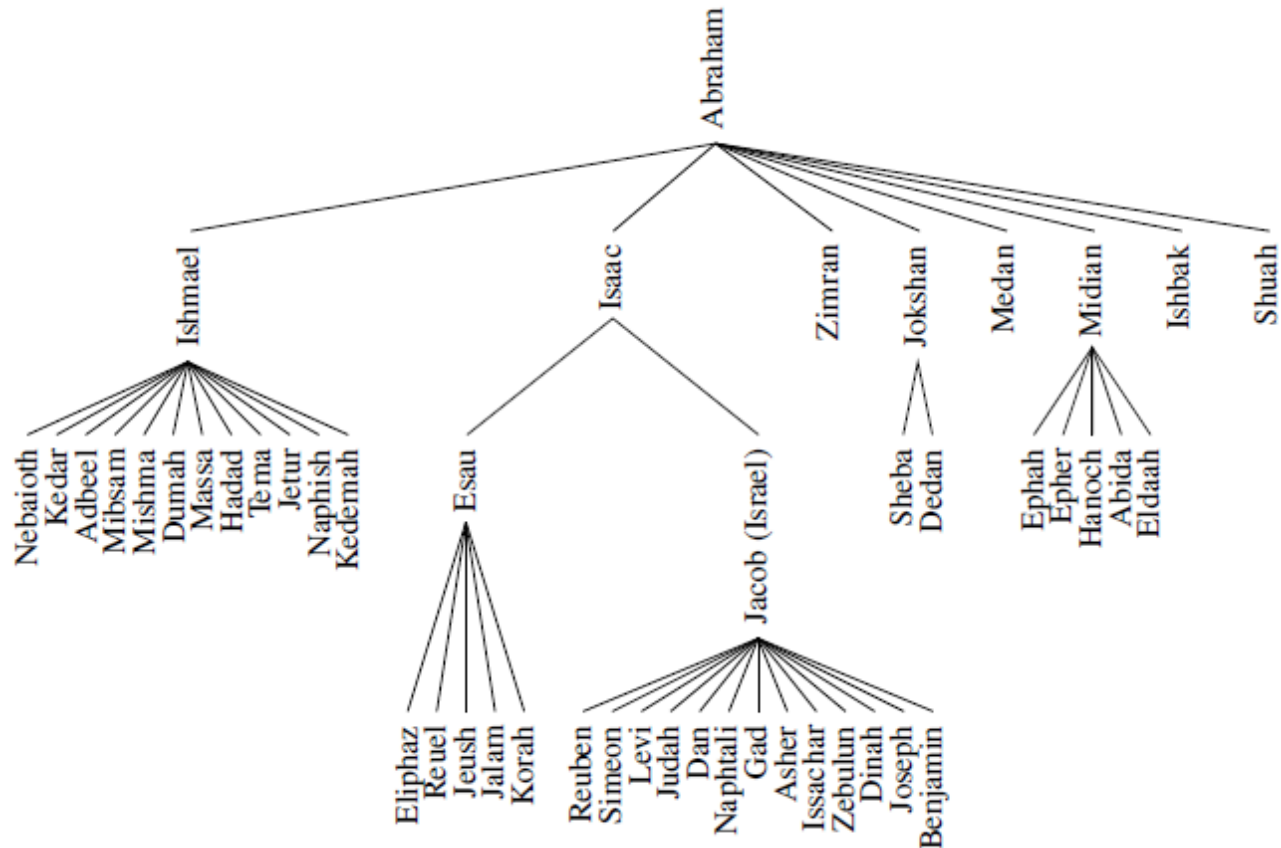 Abraham
Ishmael
Isaac
Zimran
Jokshan
Medan
Midian
Ishbak
Shuah
Nebaioth
Kedar
Adbeel
Mibsam
Mishma
Dumah
Massa
Hadad
Tema
Jetur
Naphish
Kedemah
Esau
Jacob (Israel)
Sheba
Dedan
Ephah
Epher
Hanoch
Abida
Eldaah
Eliphaz
Reuel
Jeush
Jalam
Korah
Reuben
Simeon
Levi
Judah
Dan
Naphtali
Gad
Asher
Issachar
Zebulun
Dinah
Joseph
Benjamin